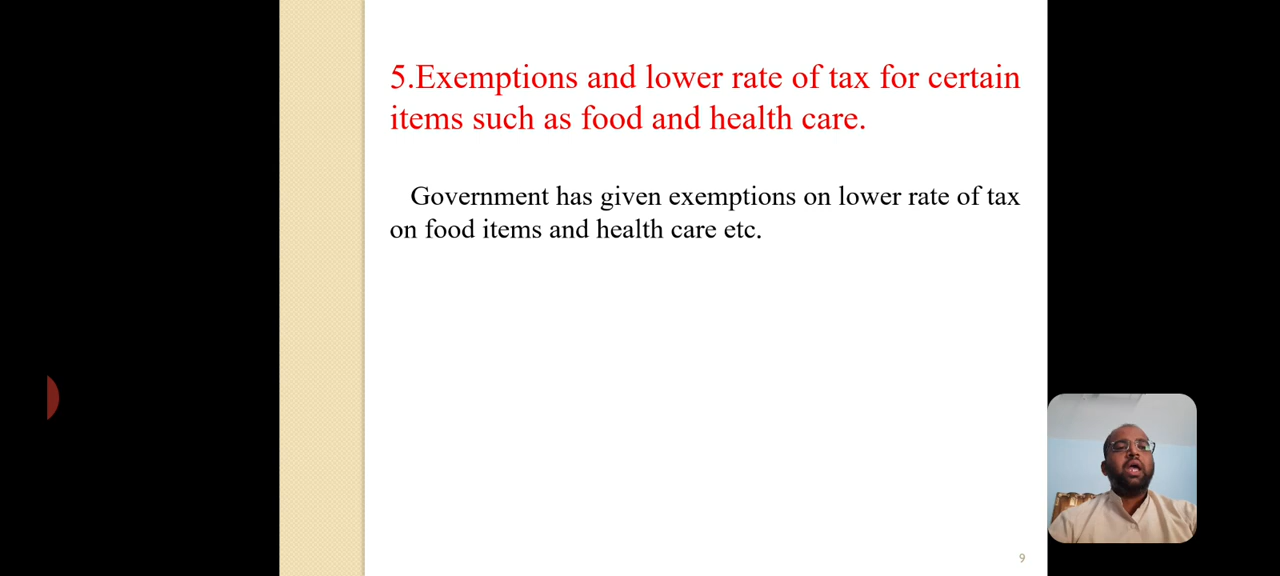 5.Exemptions and lower rate of tax for certain
items such as food and health care.
Government has given exemptions on lower rate of tax
on food items and health care etc.
9